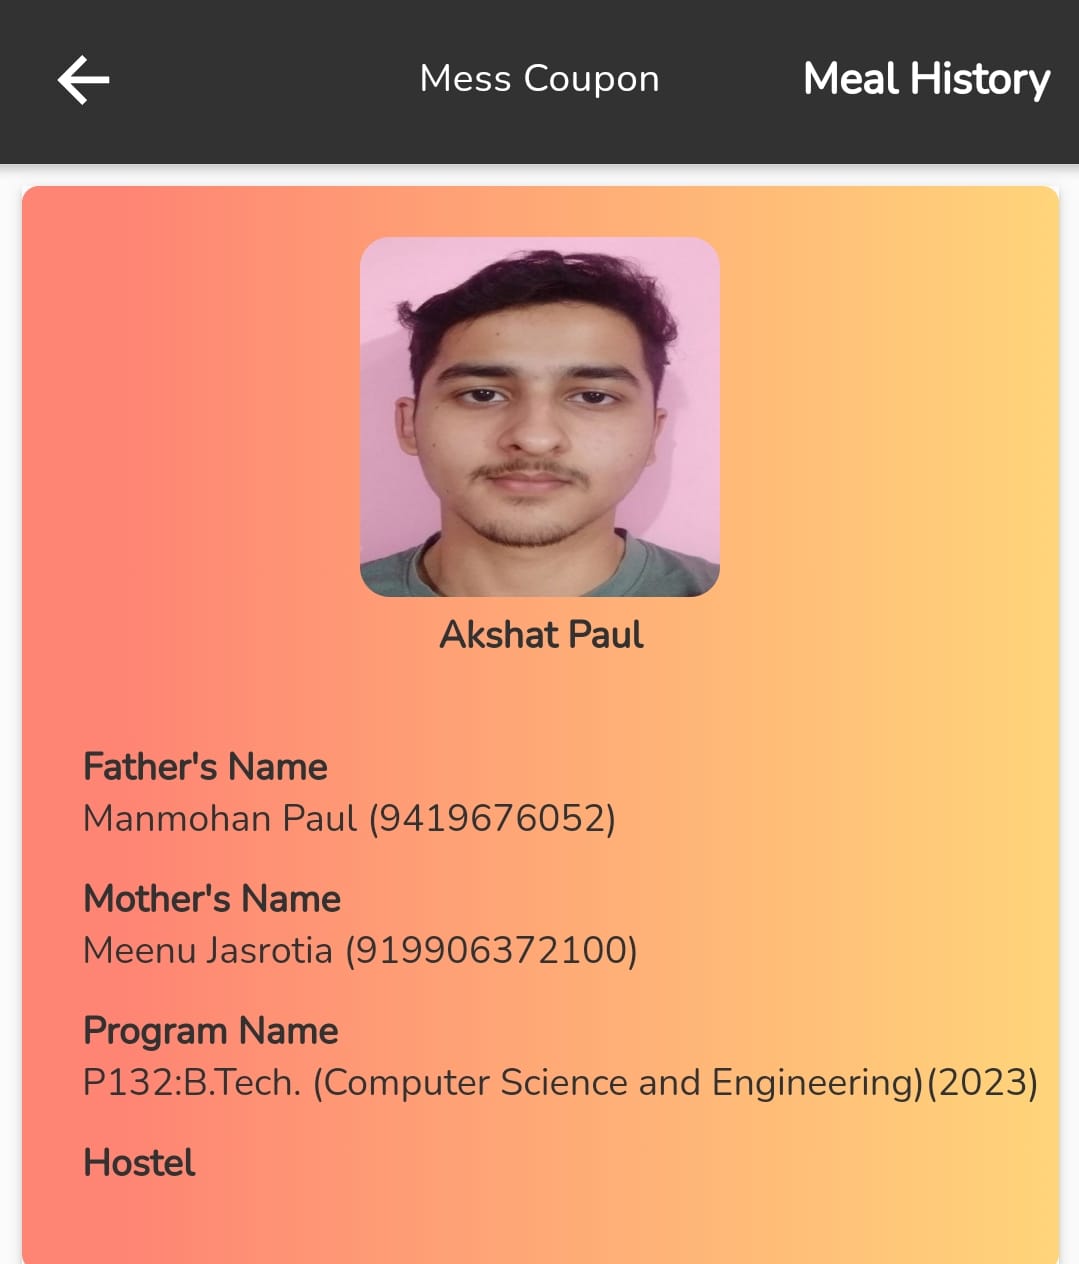 Mess Coupon
Meal History
Akshat Paul
Father's Name
Manmohan Paul (9419676052)
Mother's Name
Meenu Jasrotia (919906372100)
Program Name
P132:B.Tech. (Computer Science and Engineering)(2023)
Hostel